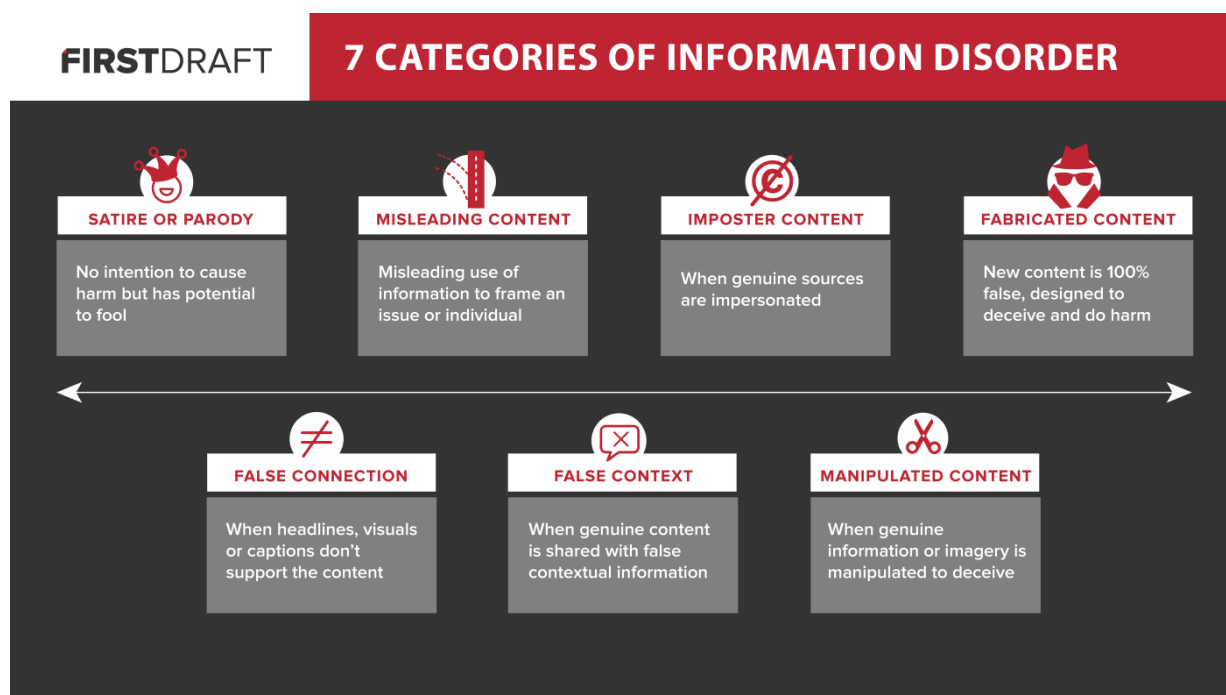 FIRSTDRAFT
7 CATEGORIES OF INFORMATION DISORDER
SATIRE OR PARODY
No intention to cause
harm but has potential
to fool
MISLEADING CONTENT
Misleading use of
information to frame an
issue or individual
IMPOSTER CONTENT
When genuine sources
are impersonated
FABRICATED CONTENT
New content is 100%
false, designed to
deceive and do harm
FALSE CONNECTION
When headlines, visuals
or captions don’t
support the content
FALSE CONTEXT
When genuine content
is shared with false
contextual information
MANIPULATED CONTENT
When genuine
information or imagery is
manipulated to deceive